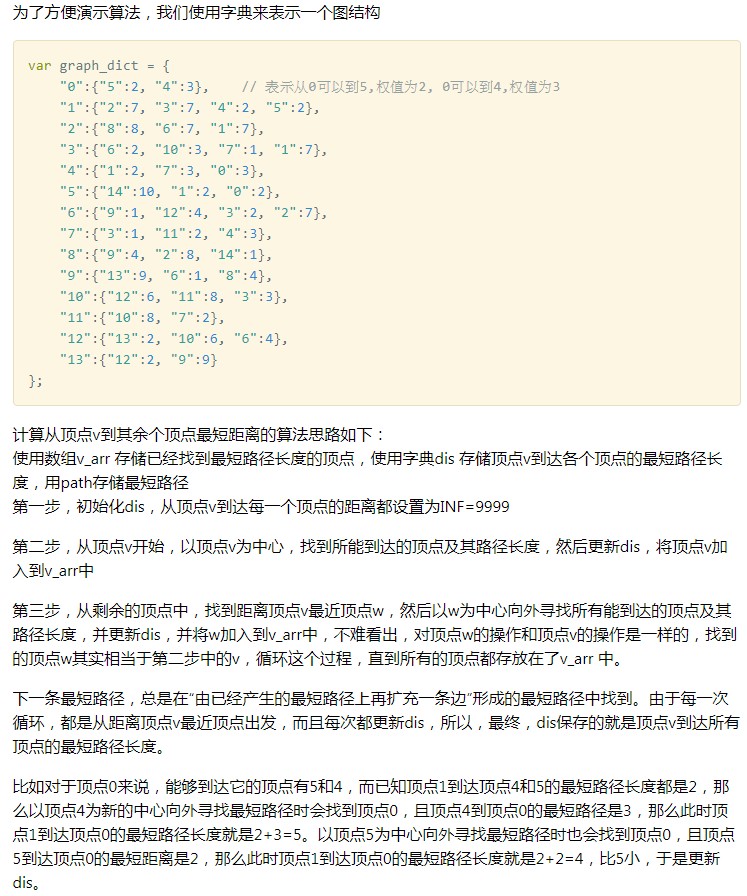 为了方便演示算法，我们使用字典来表示一个图结构
var graph_dict = {
"0":{"5":2, "4":3},    // 表示从0可以到5,权值为2, 0可以到4,权值为3
"1":{"2":7, "3":7, "4":2, "5":2},
"2":{"8":8, "6":7, "1":7},
"3":{"6":2, "10":3, "7":1, "1":7},
"4":{"1":2, "7":3, "0":3},
"5":{"14":10, "1":2, "0":2},
"6":{"9":1, "12":4, "3":2, "2":7},
"7":{"3":1, "11":2, "4":3},
"8":{"9":4, "2":8, "14":1},
"9":{"13":9, "6":1, "8":4},
"10":{"12":6, "11":8, "3":3},
"11":{"10":8, "7":2},
"12":{"13":2, "10":6, "6":4},
"13":{"12":2, "9":9}
};
计算从顶点v到其余个顶点最短距离的算法思路如下：
使用数组v_arr 存储已经找到最短路径长度的顶点，使用字典dis 存储顶点v到达各个顶点的最短路径长
度，用path存储最短路径
第一步，初始化dis，从顶点v到达每一个顶点的距离都设置为INF=9999
第二步，从顶点v开始，以顶点v为中心，找到所能到达的顶点及其路径长度，然后更新dis，将顶点v加
入到v_arr中
第三步，从剩余的顶点中，找到距离顶点v最近顶点w，然后以w为中心向外寻找所有能到达的顶点及其
路径长度，并更新dis，并将w加入到v_arr中，不难看出，对顶点w的操作和顶点v的操作是一样的，找到
的顶点w其实相当于第二步中的v，循环这个过程，直到所有的顶点都存放在了v_arr 中。
下一条最短路径，总是在“由已经产生的最短路径上再扩充一条边”形成的最短路径中找到。由于每一次
循环，都是从距离顶点v最近顶点出发，而且每次都更新dis，所以，最终，dis保存的就是顶点v到达所有
顶点的最短路径长度。
比如对于顶点0来说，能够到达它的顶点有5和4，而已知顶点1到达顶点4和5的最短路径长度都是2，那
么以顶点4为新的中心向外寻找最短路径时会找到顶点0，且顶点4到顶点0的最短路径是3，那么此时顶
点1到达顶点0的最短路径长度就是2+3=5。以顶点5为中心向外寻找最短路径时也会找到顶点0，且顶点
5到达顶点0的最短距离是2，那么此时顶点1到达顶点0的最短路径长度就是2+2=4，比5小，于是更新
dis。